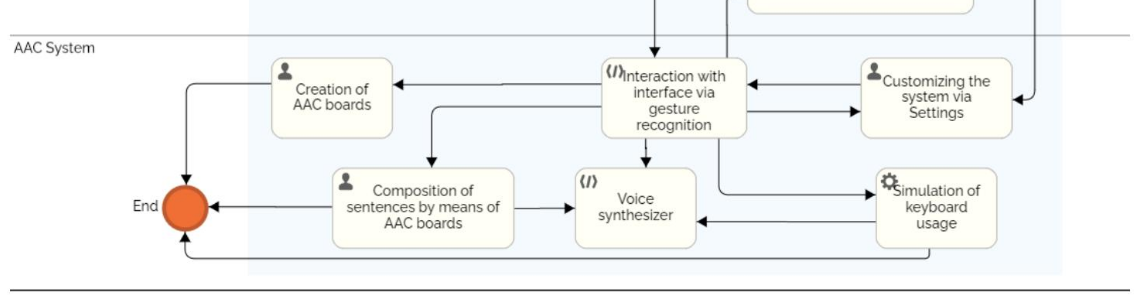 AAC System
Creation of
AAC boards
Interaction with
interface via
gesture
recognition
Customizing the
system via
Settings
End
Composition of
sentences by means of
AAC boards
Voice
synthesizer
Simulation of
keyboard
usage